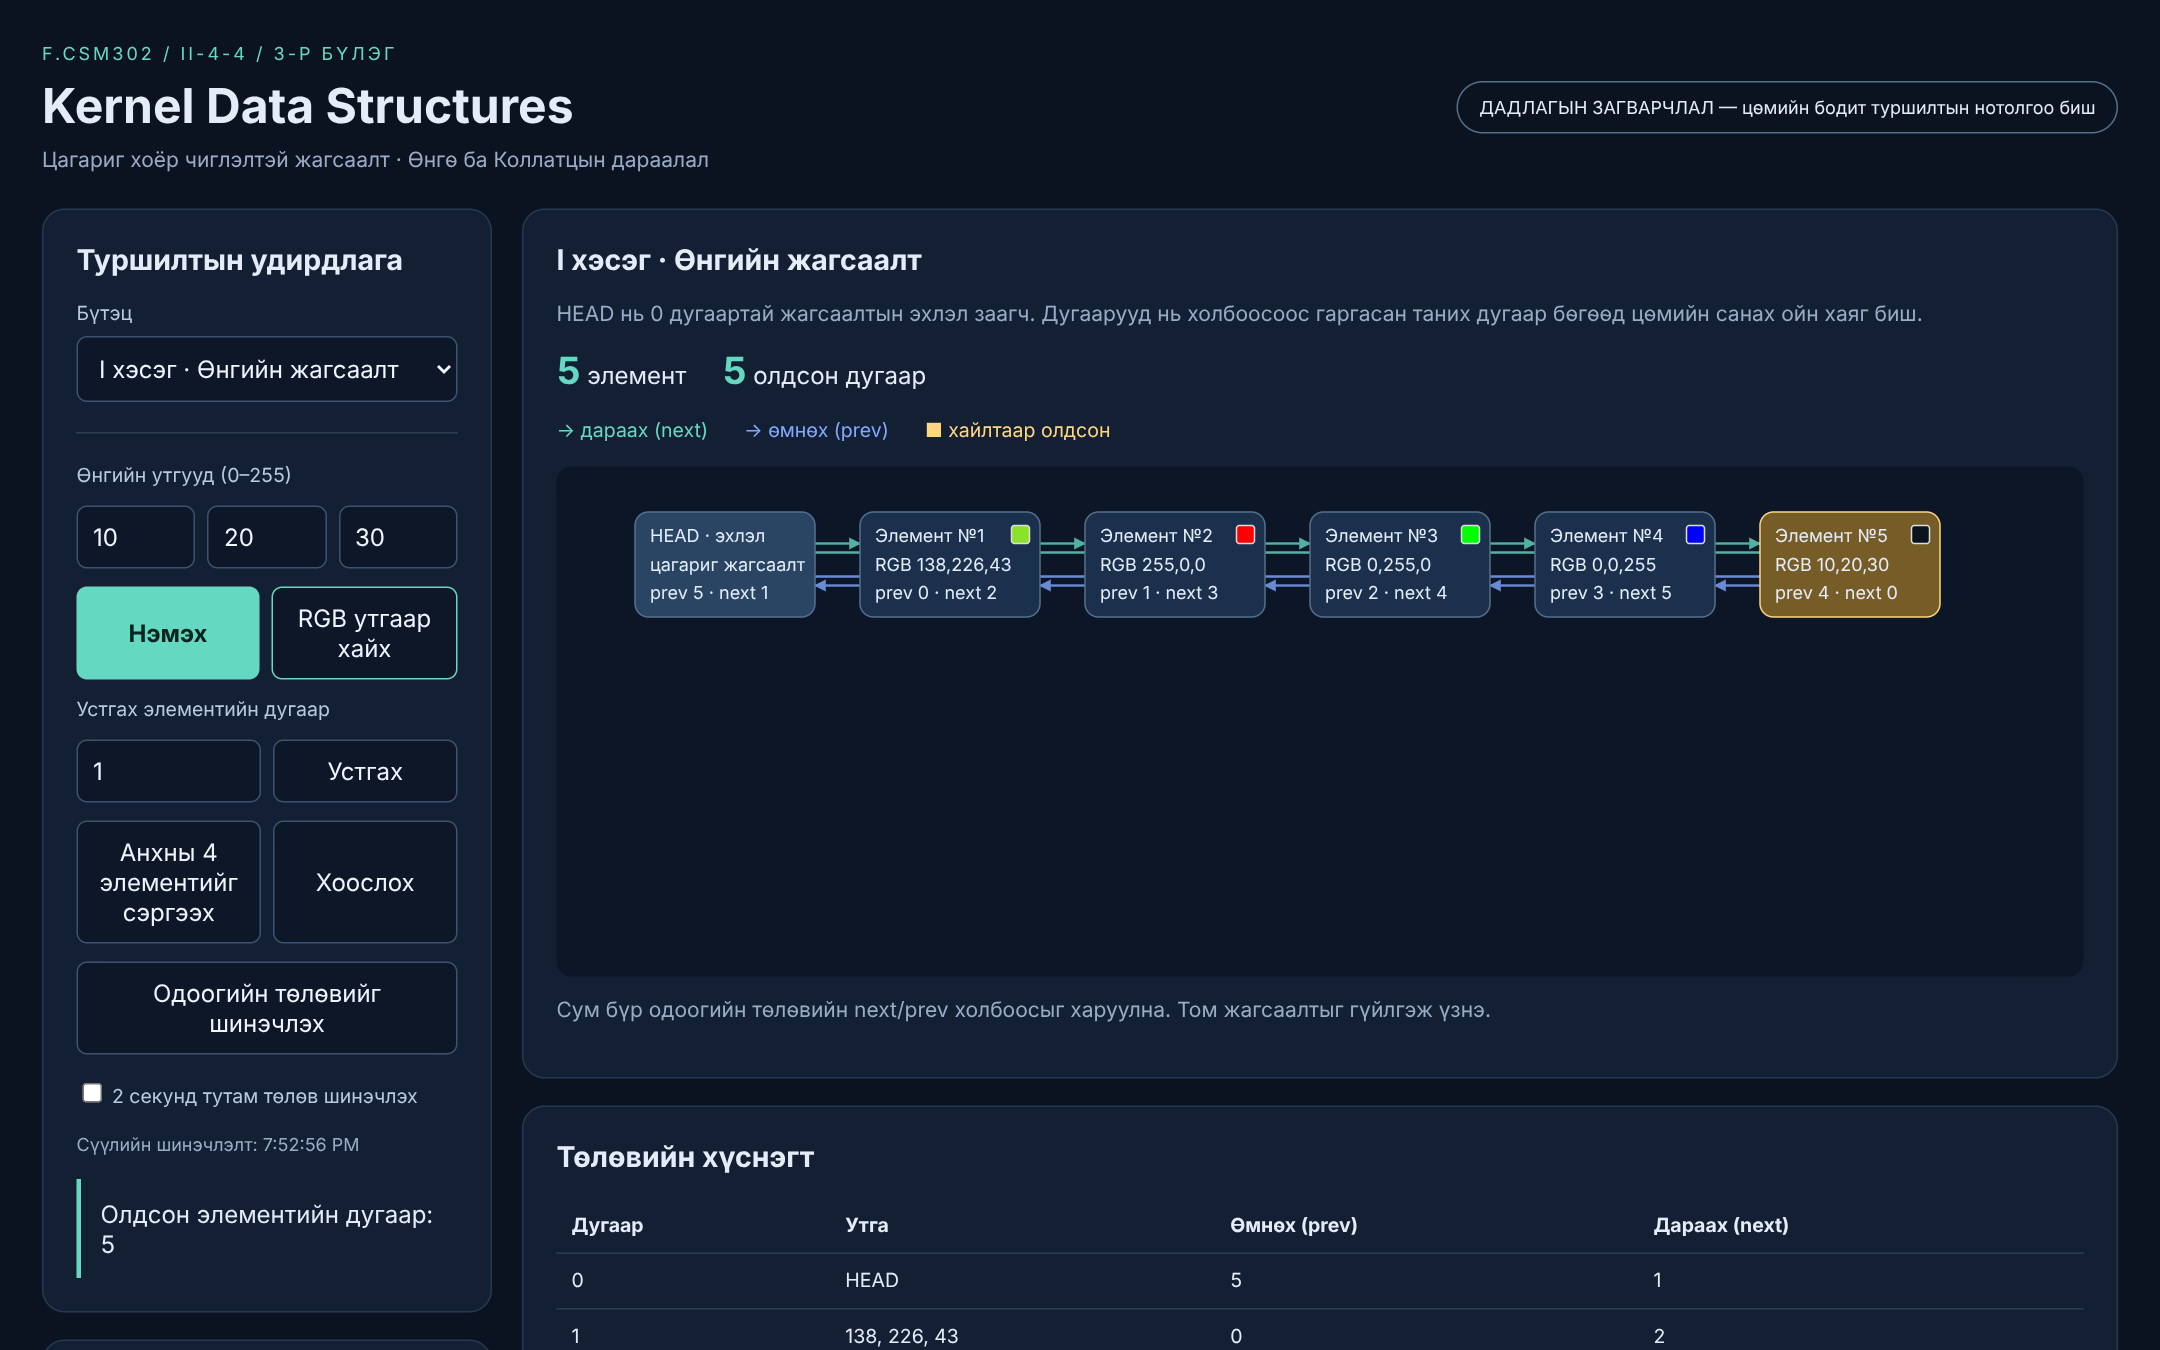 F.CSM302 / II-4-4 / 3-Р БҮЛЭГ
Kernel Data Structures
Цагариг хоёр чиглэлтэй жагсаалт · Өнгө ба Коллатцын дараалал
ДАДЛАГЫН ЗАГВАРЧЛАЛ — цөмийн бодит туршилтын нотолгоо биш
Туршилтын удирдлага
Бүтэц
I хэсэг · Өнгийн жагсаалт
Өнгийн утгууд (0–255)
10 20 30
Нэмэх
RGB утгаар
хайх
Устгах элементийн дугаар
1
Устгах
Анхны 4
элементийг
сэргээх
Хоослох
Одоогийн төлөвийг
шинэчлэх
2 секунд тутам төлөв шинэчлэх
Сүүлийн шинэчлэлт: 7:52:56 PM
Олдсон элементийн дугаар:
5
I хэсэг · Өнгийн жагсаалт
HEAD нь 0 дугаартай жагсаалтын эхлэл заагч. Дугаарууд нь холбоосоос гаргасан таних дугаар бөгөөд цөмийн санах ойн хаяг биш.
5 элемент 5 олдсон дугаар
→ дараах (next) → өмнөх (prev) ■ хайлтаар олдсон
HEAD · эхлэл
цагариг жагсаалт
prev 5 · next 1
Элемент №1
RGB 138,226,43
prev 0 · next 2
Элемент №2
RGB 255,0,0
prev 1 · next 3
Элемент №3
RGB 0,255,0
prev 2 · next 4
Элемент №4
RGB 0,0,255
prev 3 · next 5
Элемент №5
RGB 10,20,30
prev 4 · next 0
Сум бүр одоогийн төлөвийн next/prev холбоосыг харуулна. Том жагсаалтыг гүйлгэж үзнэ.
Төлөвийн хүснэгт
Дугаар Утга Өмнөх (prev) Дараах (next)
0 HEAD 5 1
1 138, 226, 43 0 2